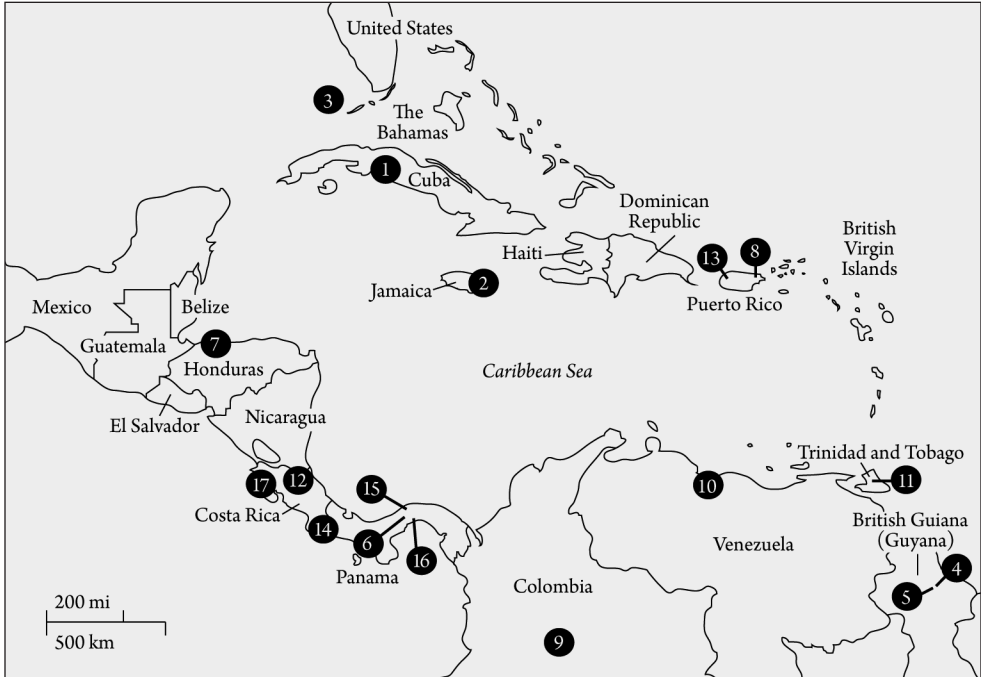 United States
3
The
Bahamas
1
Cuba
Dominican
Republic
British
Virgin
Islands
Haiti
13
8
Jamaica
2
Puerto Rico
Mexico
Belize
Guatemala
7
Honduras
Caribbean Sea
El Salvador
Nicaragua
Trinidad and Tobago
17
12
15
10
11
Costa Rica
14
6
16
British Guiana
(Guyana)
Panama
Venezuela
4
Colombia
5
200 mi
500 km
9